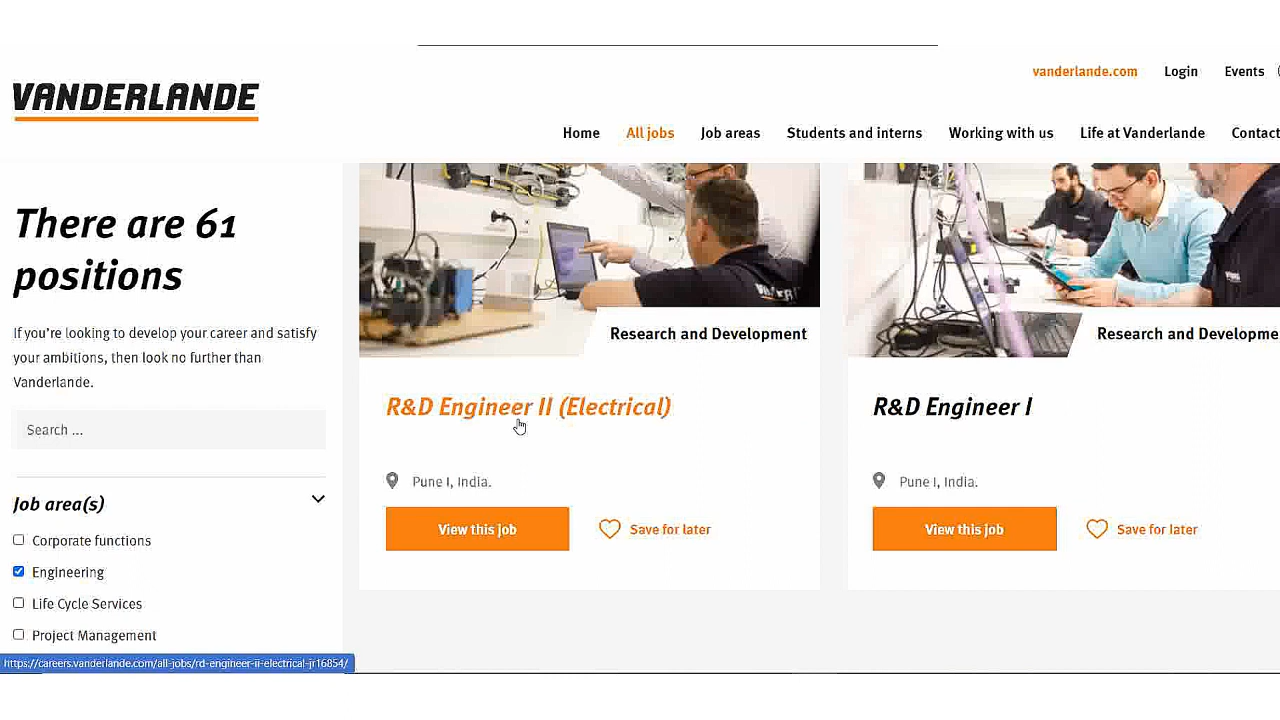 VANDERLANDE
vanderlande.com Login Events
Home All jobs Job areas Students and interns Working with us Life at Vanderlande Contact
There are 61
positions
If you're looking to develop your career and satisfy
your ambitions, then look no further than
Vanderlande.
Search ...
Job area(s)
Corporate functions
Engineering
Life Cycle Services
Project Management
https://careers.vanderlande.com/all-jobs/rd-engineer-ii-electrical-jr16854/
Research and Development
R&D Engineer II (Electrical)
Pune I, India.
View this job Save for later
Research and Developme
R&D Engineer I
Pune I, India.
View this job Save for later